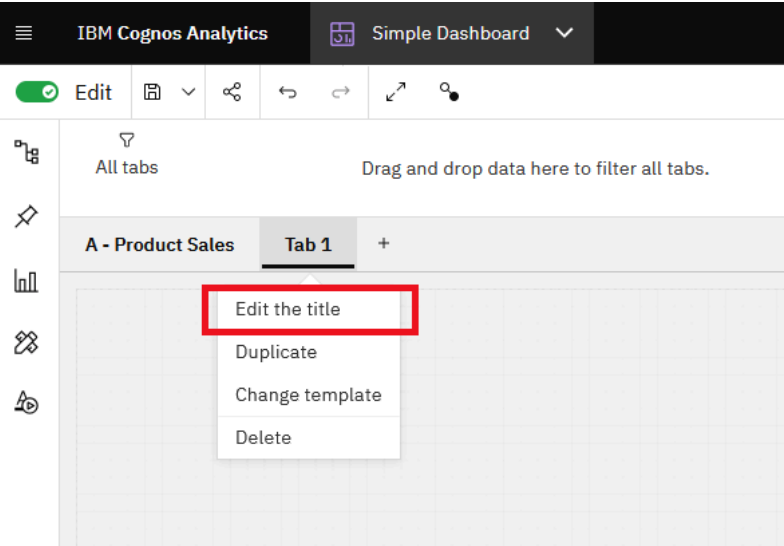 IBM Cognos Analytics
Simple Dashboard
Edit
All tabs
Drag and drop data here to filter all tabs.
A - Product Sales
Tab 1
+
Edit the title
Duplicate
Change template
Delete